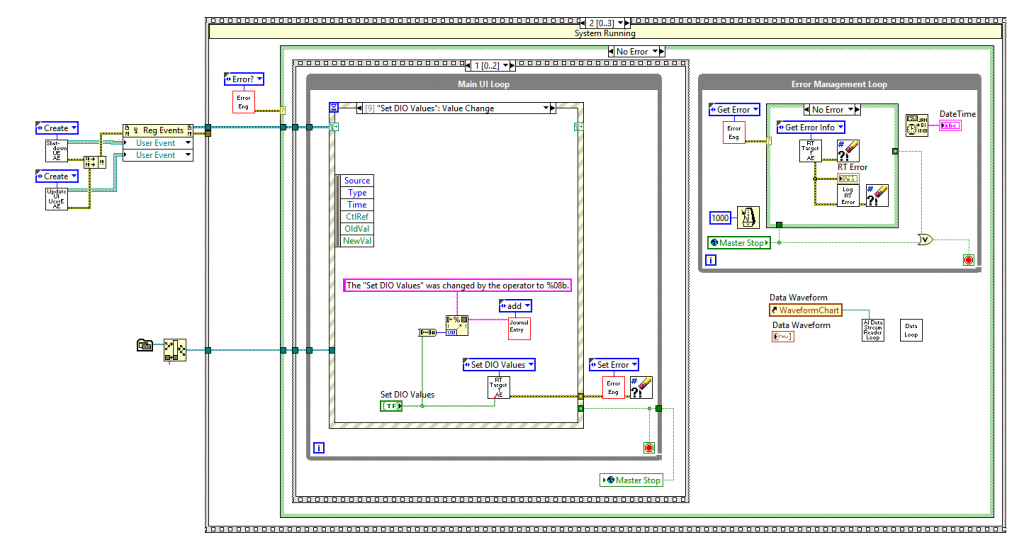 2 [0..3]
System Running
No Error
1 [0..2]
Error?
Error
Eng
Create
Shut-
down
UE
AE
Create
Update
UI
UsrE
AE
Reg Events
User Event
User Event
Main UI Loop
[9] "Set DIO Values": Value Change
Source
Type
Time
CtlRef
OldVal
NewVal
The "Set DIO Values" was changed by the operator to %08b.
add
Journal
Entry
Set DIO Values
RT
Target
AE
Set DIO Values
TF
Set Error
Error
Eng
#
?!
i
Master Stop
Error Management Loop
Get Error
Error
Eng
No Error
Get Error Info
RT
Target
AE
#
?!
RT Error
Log
RT
Error
#
?!
DateTime
abc
1000
Master Stop
V
i
Data Waveform
WaveformChart
Data Waveform
AI Data
Stream
Reader
Loop
Data
Loop